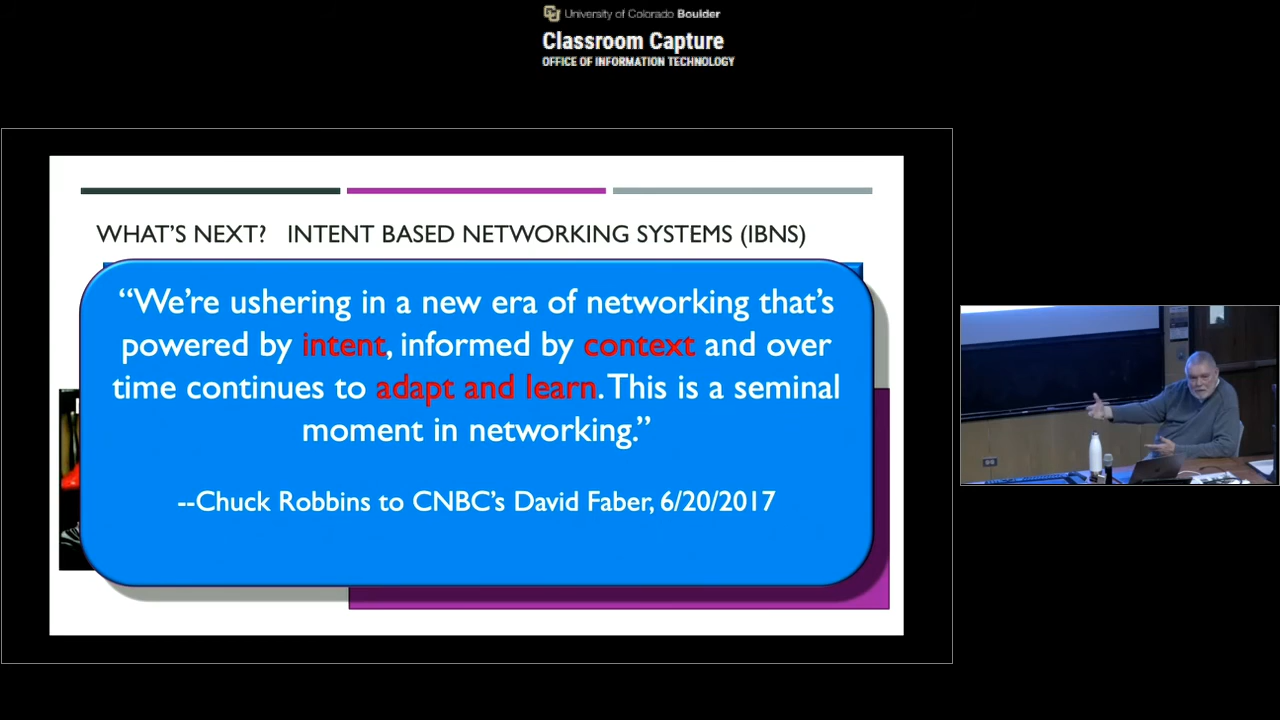 University of Colorado Boulder
Classroom Capture
OFFICE OF INFORMATION TECHNOLOGY
WHAT'S NEXT? INTENT BASED NETWORKING SYSTEMS (IBNS)
“We're ushering in a new era of networking that's
powered by intent, informed by context and over
time continues to adapt and learn. This is a seminal
moment in networking.”
--Chuck Robbins to CNBC's David Faber, 6/20/2017